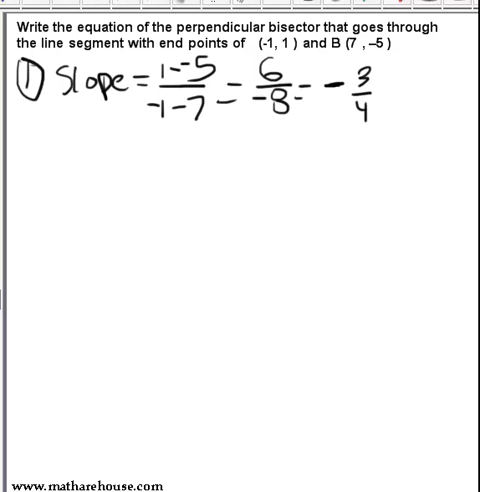 Write the equation of the perpendicular bisector that goes through
the line segment with end points of (-1, 1 ) and B (7 , –5 )
① Slope = 1--5/-1-7 = 6/-8 = - 3/4
www.matharehouse.com